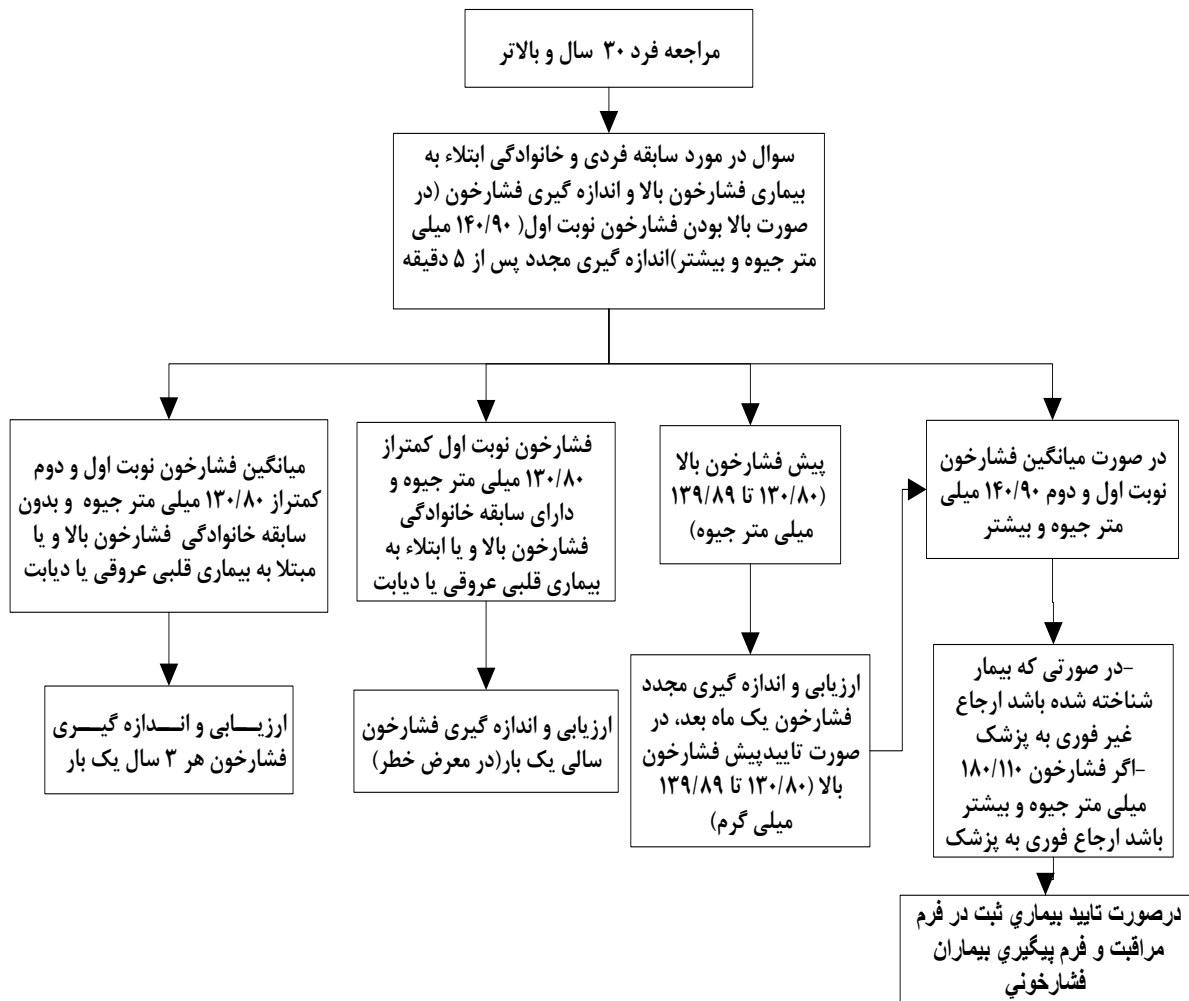 مراجعه فرد ۳۰ سال و بالاتر
سوال در مورد سابقه فردی و خانوادگی ابتلاء به
بیماری فشارخون بالا و اندازه گیری فشارخون (در
صورت بالا بودن فشارخون نوبت اول( ۱۴۰/۹۰ میلی
متر جیوه و بیشتر)اندازه گیری مجدد پس از ۵ دقیقه
در صورت میانگین فشارخون
نوبت اول و دوم ۱۴۰/۹۰ میلی
متر جیوه و بیشتر
پیش فشارخون بالا
(۱۳۰/۸۰ تا ۱۳۹/۸۹
میلی متر جیوه)
فشارخون نوبت اول کمتراز
۱۳۰/۸۰ میلی متر جیوه و
دارای سابقه خانوادگی
فشارخون بالا و یا ابتلاء به
بیماری قلبی عروقی یا دیابت
میانگین فشارخون نوبت اول و دوم
کمتراز ۱۳۰/۸۰ میلی متر جیوه و بدون
سابقه خانوادگی فشارخون بالا و یا
مبتلا به بیماری قلبی عروقی یا دیابت
-در صورتی که بیمار
شناخته شده باشد ارجاع
غیر فوری به پزشک
-اگر فشارخون ۱۸۰/۱۱۰
میلی متر جیوه و بیشتر
باشد ارجاع فوری به پزشک
ارزیابی و اندازه گیری مجدد
فشارخون یک ماه بعد، در
صورت تاییدپیش فشارخون
بالا (۱۳۰/۸۰ تا ۱۳۹/۸۹
میلی گرم)
ارزیابی و اندازه گیری فشارخون
سالی یک بار(در معرض خطر)
ارزیــــابی و انــــدازه گیــــری
فشارخون هر ۳ سال یک بار
درصورت تایید بیماري ثبت در فرم
مراقبت و فرم پیگیري بیماران
فشارخوني